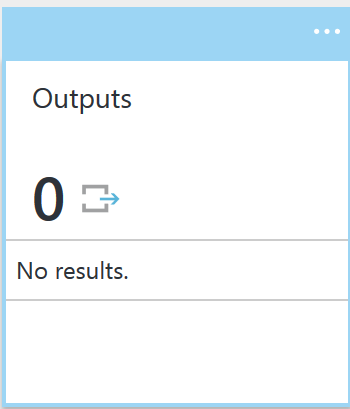 Outputs
0
No results.